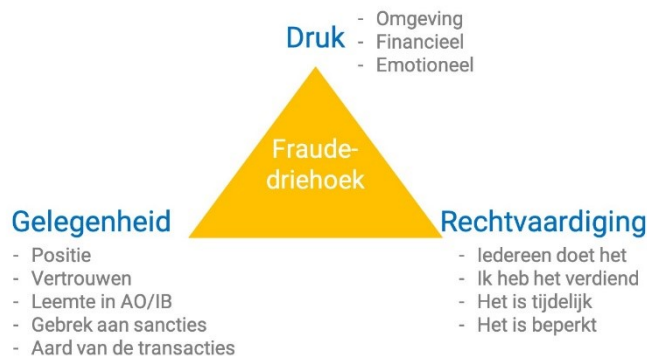 Druk
- Omgeving
- Financieel
- Emotioneel
Fraude-
driehoek
Gelegenheid
- Positie
- Vertrouwen
- Leemte in AO/IB
- Gebrek aan sancties
- Aard van de transacties
Rechtvaardiging
- Iedereen doet het
- Ik heb het verdiend
- Het is tijdelijk
- Het is beperkt